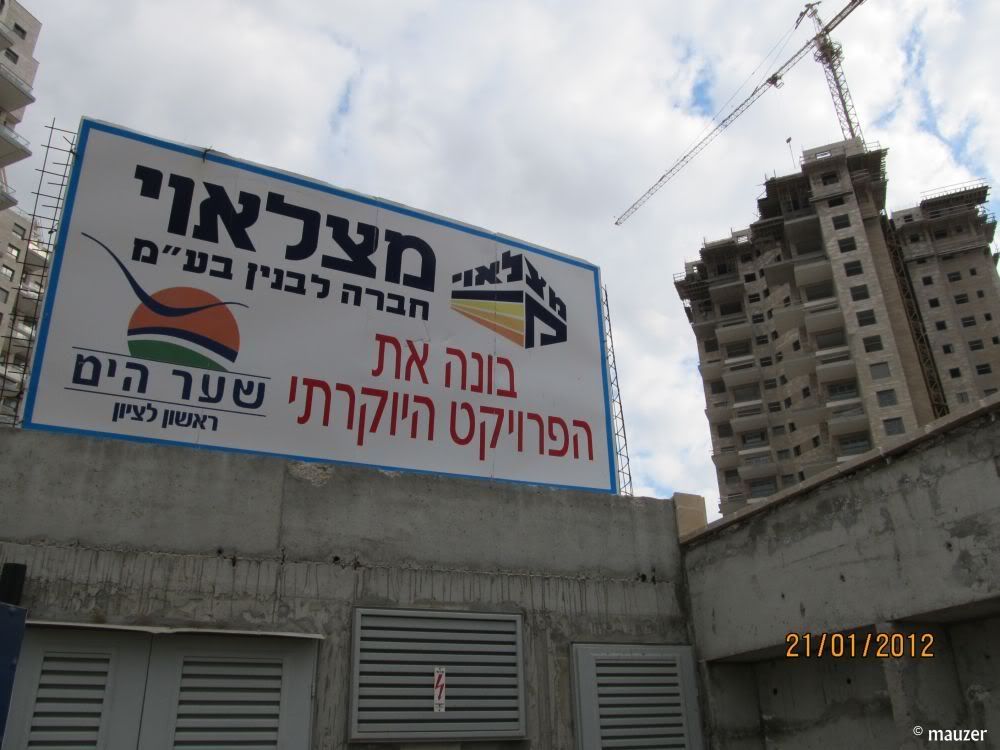 מצלאוי
חברה לבנין בע״מ
מצלאוי
בונה את
הפרויקט היוקרתי
שער הים
ראשון לציון
21/01/2012
© mauzer